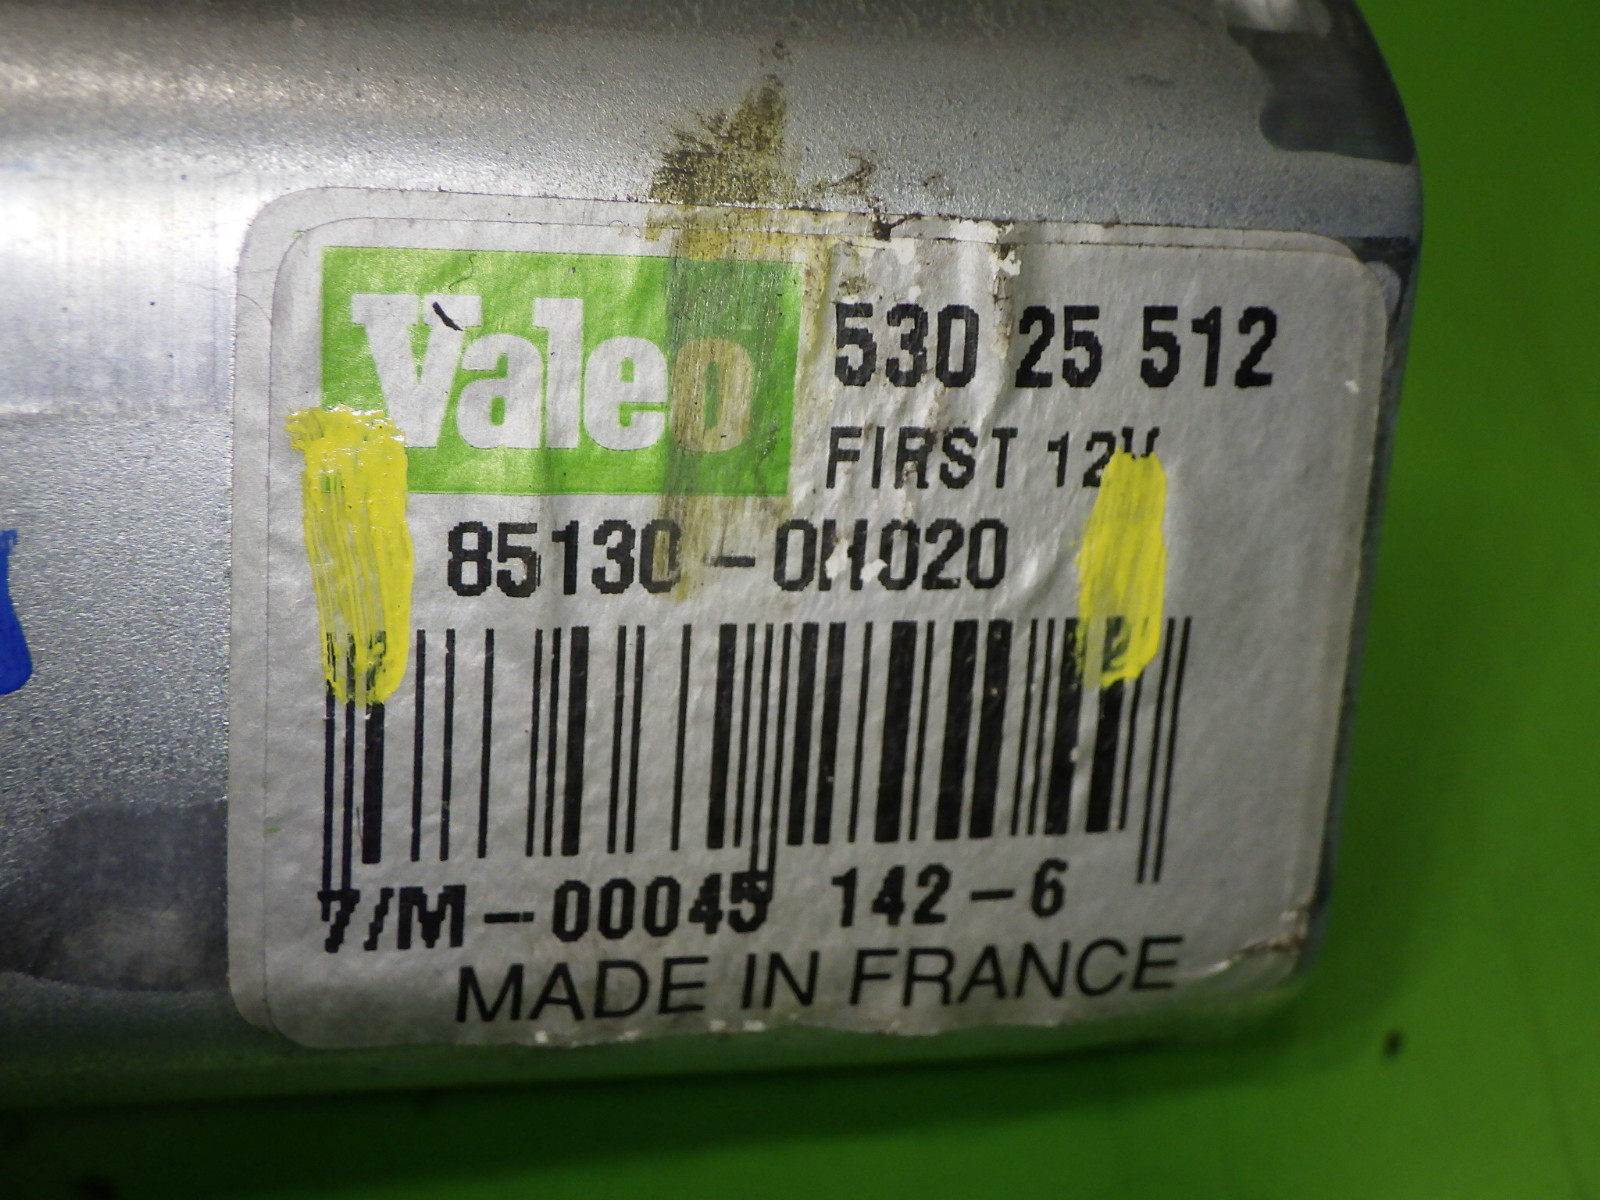 Valeo
530 25 512
FIRST 12V
85130-0H020
7/M-00045 142-6
MADE IN FRANCE